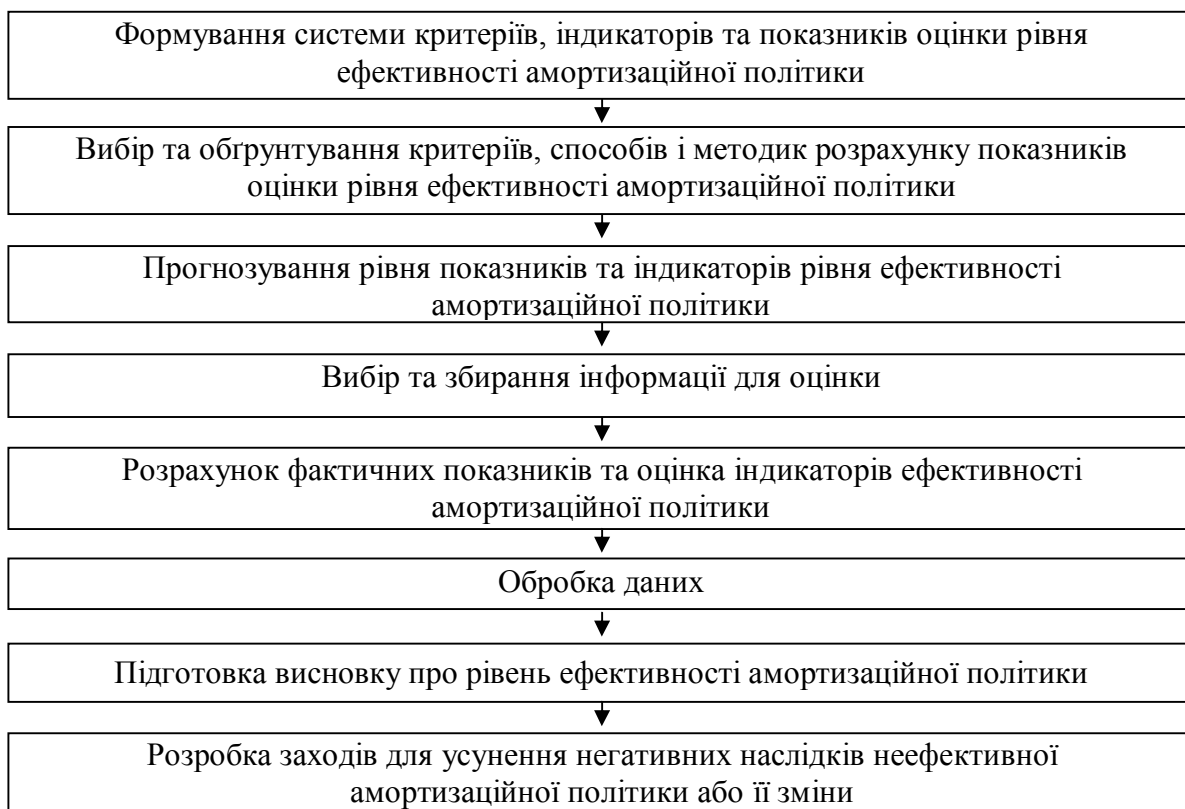 Формування системи критеріїв, індикаторів та показників оцінки рівня
ефективності амортизаційної політики
Вибір та обґрунтування критеріїв, способів і методик розрахунку показників
оцінки рівня ефективності амортизаційної політики
Прогнозування рівня показників та індикаторів рівня ефективності
амортизаційної політики
Вибір та збирання інформації для оцінки
Розрахунок фактичних показників та оцінка індикаторів ефективності
амортизаційної політики
Обробка даних
Підготовка висновку про рівень ефективності амортизаційної політики
Розробка заходів для усунення негативних наслідків неефективної
амортизаційної політики або її зміни